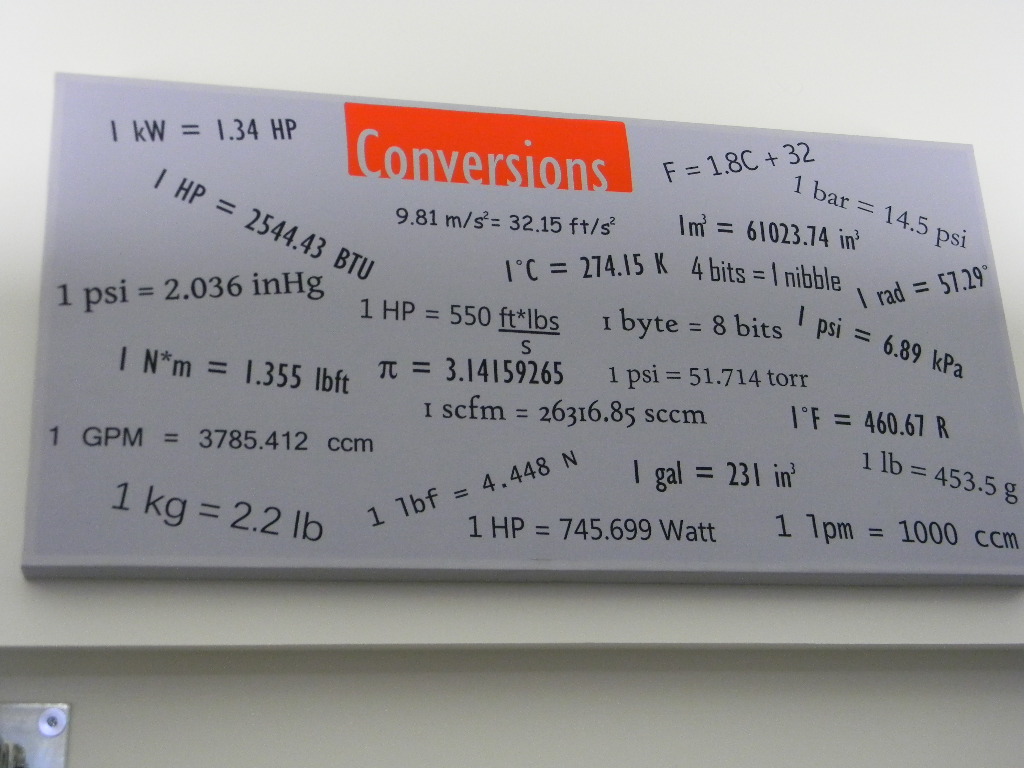 1 kW = 1.34 HP
Conversions
F = 1.8C + 32
1 HP = 2544.43 BTU
9.81 m/s²= 32.15 ft/s²
1m³ = 61023.74 in³
1 bar = 14.5 psi
1 psi = 2.036 inHg
1°C = 274.15 K
4 bits = 1 nibble
1 rad = 57.29°
1 HP = 550 ft*lbs
s
1 byte = 8 bits
1 psi = 6.89 kPa
1 N*m = 1.355 lbft
π = 3.14159265
1 psi = 51.714 torr
1 scfm = 26316.85 sccm
1°F = 460.67 R
1 GPM = 3785.412 ccm
1 kg = 2.2 lb
1 lbf = 4.448 N
1 gal = 231 in³
1 lb = 453.5 g
1 HP = 745.699 Watt
1 lpm = 1000 ccm